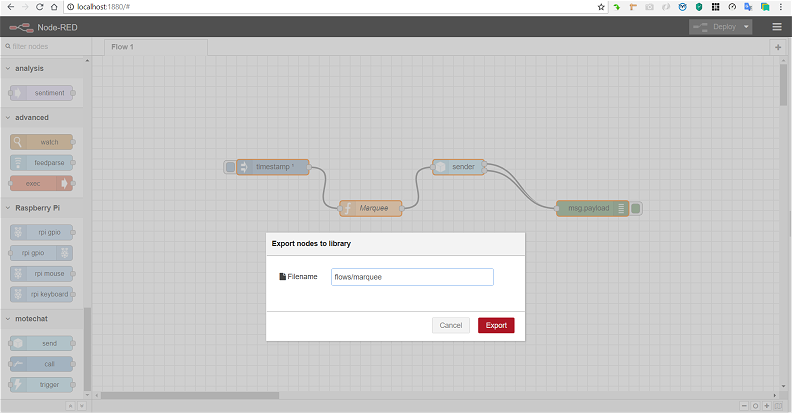 localhost:1880/#
Node-RED
Deploy
filter nodes
Flow 1
analysis
sentiment
advanced
watch
feedparse
exec
Raspberry Pi
rpi gpio
rpi gpio
rpi mouse
rpi keyboard
motechat
send
call
trigger
timestamp ¹
Marquee
sender
msg.payload
Export nodes to library
Filename
flows/marquee
Cancel
Export